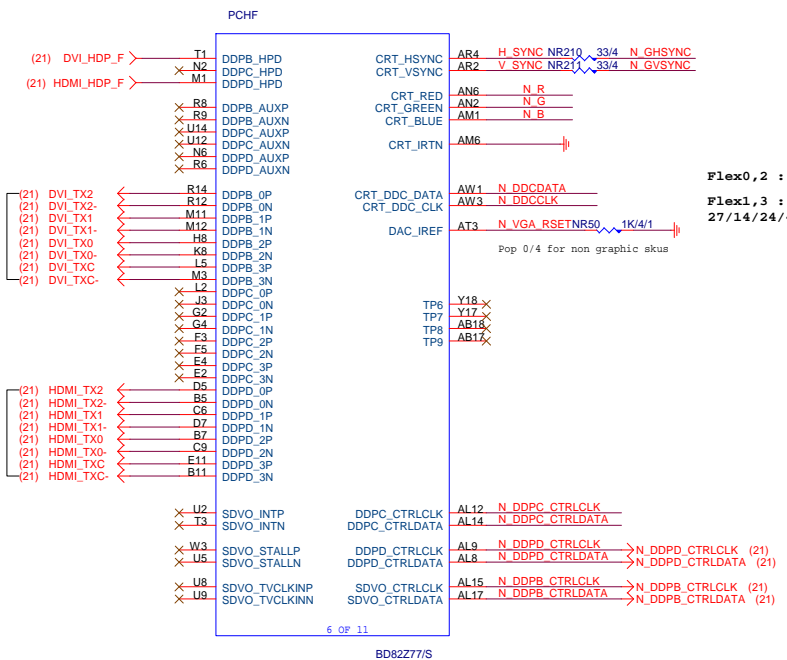 PCHF
(21) DVI_HDP_F T1 DDPB_HPD CRT_HSYNC AR4 H_SYNC NR210 33/4 N_GHSYNC
N2 DDPC_HPD CRT_VSYNC AR2 V_SYNC NR211 33/4 N_GVSYNC
(21) HDMI_HDP_F M1 DDPD_HPD
CRT_RED AN6 N_R
R8 DDPB_AUXP CRT_GREEN AN2 N_G
R9 DDPB_AUXN CRT_BLUE AM1 N_B
U14 DDPC_AUXP
U12 DDPC_AUXN CRT_IRTN AM6
N6 DDPD_AUXP
R6 DDPD_AUXN
Flex0,2 :
(21) DVI_TX2 R14 DDPB_0P CRT_DDC_DATA AW1 N_DDCDATA
(21) DVI_TX2- R12 DDPB_0N CRT_DDC_CLK AW3 N_DDCCLK
Flex1,3 :
(21) DVI_TX1 M11 DDPB_1P
27/14/24/
(21) DVI_TX1- M12 DDPB_1N DAC_IREF AT3 N_VGA_RSET NR50 1K/4/1
(21) DVI_TX0 H8 DDPB_2P
Pop 0/4 for non graphic skus
(21) DVI_TX0- K8 DDPB_2N
(21) DVI_TXC L5 DDPB_3P
(21) DVI_TXC- M3 DDPB_3N
L2 DDPC_0P
J3 DDPC_0N TP6 Y18
G2 DDPC_1P TP7 Y17
G4 DDPC_1N TP8 AB18
F3 DDPC_2P TP9 AB17
F5 DDPC_2N
E4 DDPC_3P
E2 DDPC_3N
(21) HDMI_TX2 D5 DDPD_0P
(21) HDMI_TX2- B5 DDPD_0N
(21) HDMI_TX1 C6 DDPD_1P
(21) HDMI_TX1- D7 DDPD_1N
(21) HDMI_TX0 B7 DDPD_2P
(21) HDMI_TX0- C9 DDPD_2N
(21) HDMI_TXC E11 DDPD_3P
(21) HDMI_TXC- B11 DDPD_3N
U2 SDVO_INTP DDPC_CTRLCLK AL12 N_DDPC_CTRLCLK
T3 SDVO_INTN DDPC_CTRLDATA AL14 N_DDPC_CTRLDATA
W3 SDVO_STALLP DDPD_CTRLCLK AL9 N_DDPD_CTRLCLK N_DDPD_CTRLCLK (21)
U5 SDVO_STALLN DDPD_CTRLDATA AL8 N_DDPD_CTRLDATA N_DDPD_CTRLDATA (21)
U8 SDVO_TVCLKINP SDVO_CTRLCLK AL15 N_DDPB_CTRLCLK N_DDPB_CTRLCLK (21)
U9 SDVO_TVCLKINN SDVO_CTRLDATA AL17 N_DDPB_CTRLDATA N_DDPB_CTRLDATA (21)
6 OF 11
BD82Z77/S